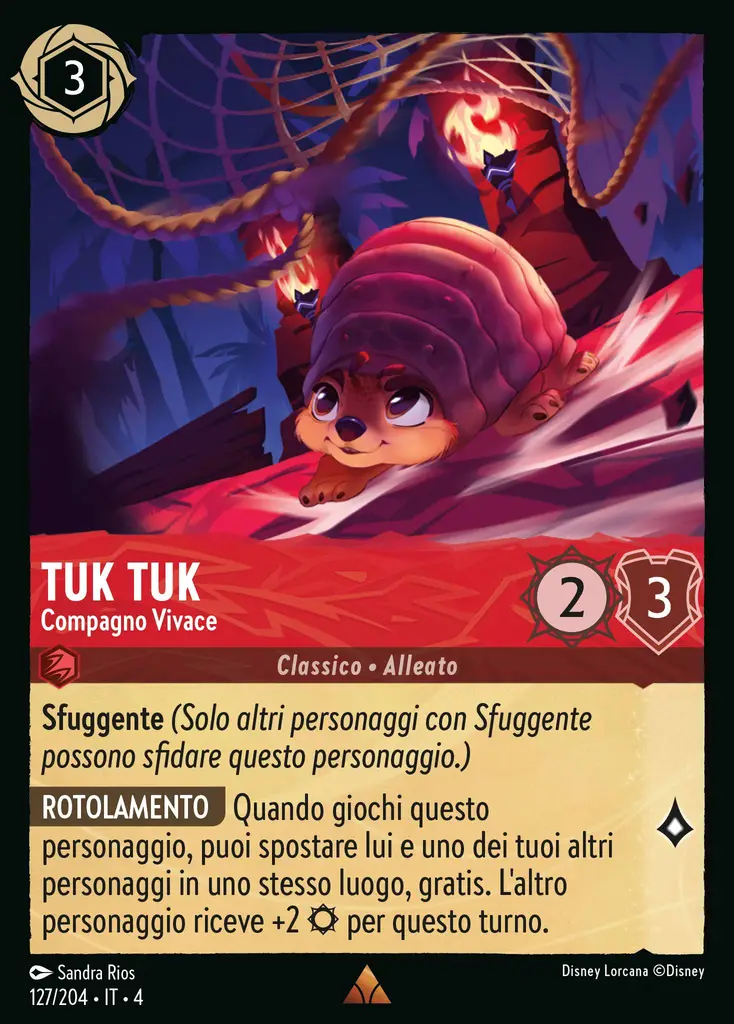 3
TUK TUK
Compagno Vivace
2
3
Classico • Alleato
Sfuggente (Solo altri personaggi con Sfuggente
possono sfidare questo personaggio.)
ROTOLAMENTO Quando giochi questo
personaggio, puoi spostare lui e uno dei tuoi altri
personaggi in uno stesso luogo, gratis. L'altro
personaggio riceve +2 per questo turno.
Sandra Rios
Disney Lorcana ©Disney
127/204 • IT • 4